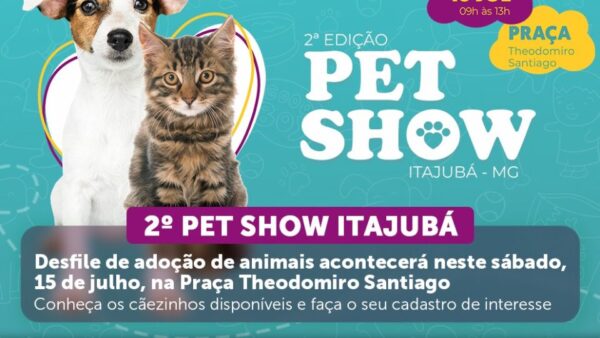 09h às 13h
PRAÇA
Theodomiro
Santiago
2ª EDIÇÃO
PET
SHOW
ITAJUBÁ - MG
2º PET SHOW ITAJUBÁ
Desfile de adoção de animais acontecerá neste sábado,
15 de julho, na Praça Theodomiro Santiago
Conheça os cãezinhos disponíveis e faça o seu cadastro de interesse